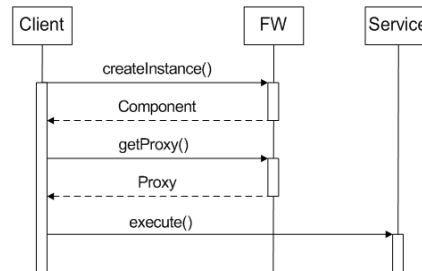 Client
FW
Service
createInstance()
Component
getProxy()
Proxy
execute()